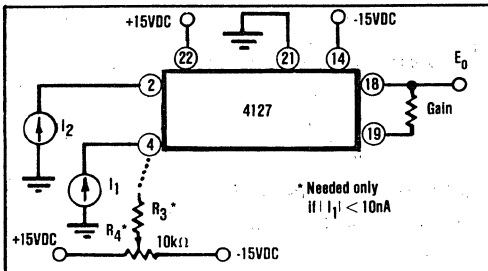 +15VDC
-15VDC
22
21
14
2
18
E₀
4127
I₂
Gain
4
19
I₁
* Needed only
if | I₁| < 10nA
R₃*
R₄*
10kΩ
+15VDC
-15VDC